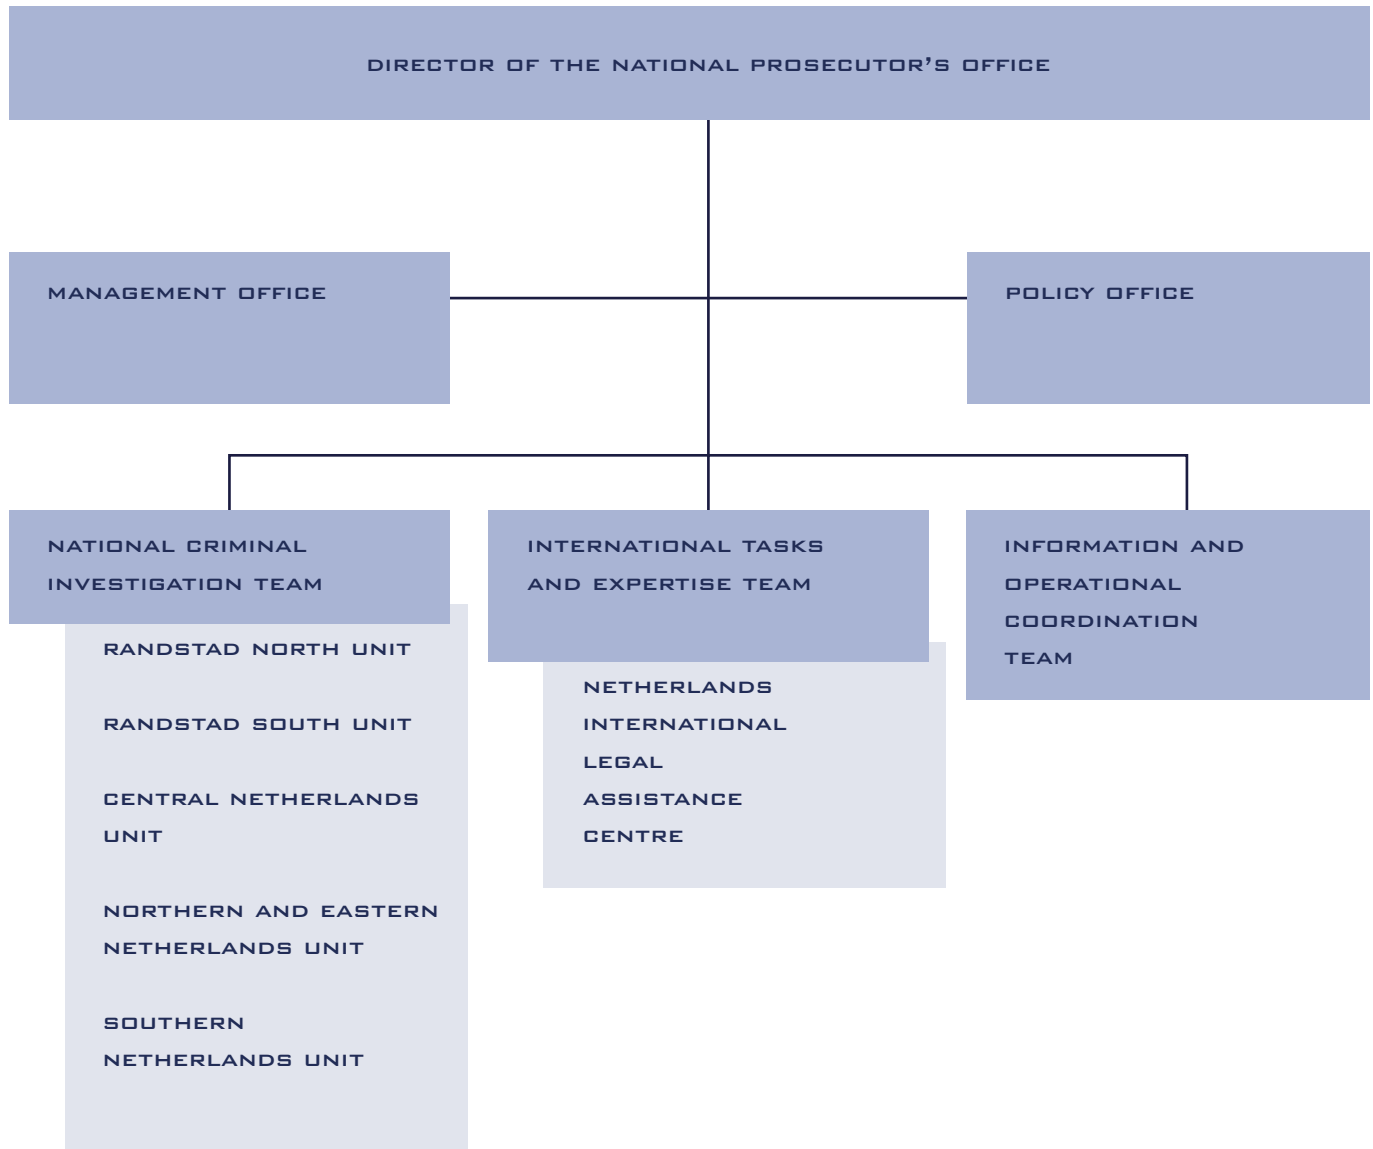 DIRECTOR OF THE NATIONAL PROSECUTOR’S OFFICE
MANAGEMENT OFFICE
POLICY OFFICE
NATIONAL CRIMINAL
INVESTIGATION TEAM
RANDSTAD NORTH UNIT
RANDSTAD SOUTH UNIT
CENTRAL NETHERLANDS
UNIT
NORTHERN AND EASTERN
NETHERLANDS UNIT
SOUTHERN
NETHERLANDS UNIT
INTERNATIONAL TASKS
AND EXPERTISE TEAM
NETHERLANDS
INTERNATIONAL
LEGAL
ASSISTANCE
CENTRE
INFORMATION AND
OPERATIONAL
COORDINATION
TEAM